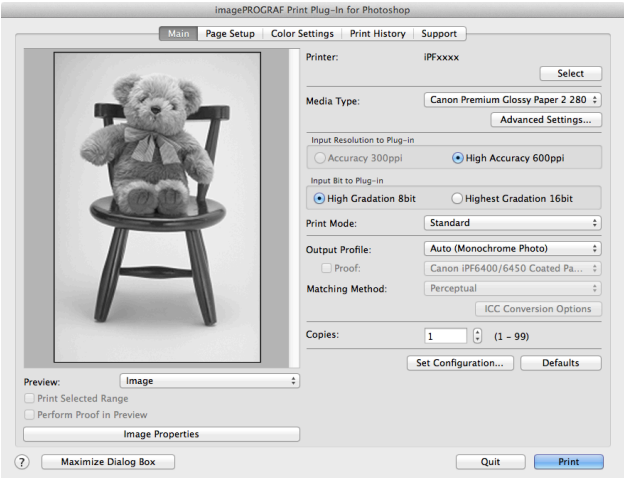 imagePROGRAF Print Plug-In for Photoshop
Main Page Setup Color Settings Print History Support
Printer: iPFxxxx
Select
Media Type: Canon Premium Glossy Paper 2 280
Advanced Settings...
Input Resolution to Plug-in
Accuracy 300ppi High Accuracy 600ppi
Input Bit to Plug-in
High Gradation 8bit Highest Gradation 16bit
Print Mode: Standard
Output Profile: Auto (Monochrome Photo)
Proof: Canon iPF6400/6450 Coated Pa...
Matching Method: Perceptual
ICC Conversion Options
Copies: 1 (1 - 99)
Set Configuration... Defaults
Preview: Image
Print Selected Range
Perform Proof in Preview
Image Properties
? Maximize Dialog Box Quit Print